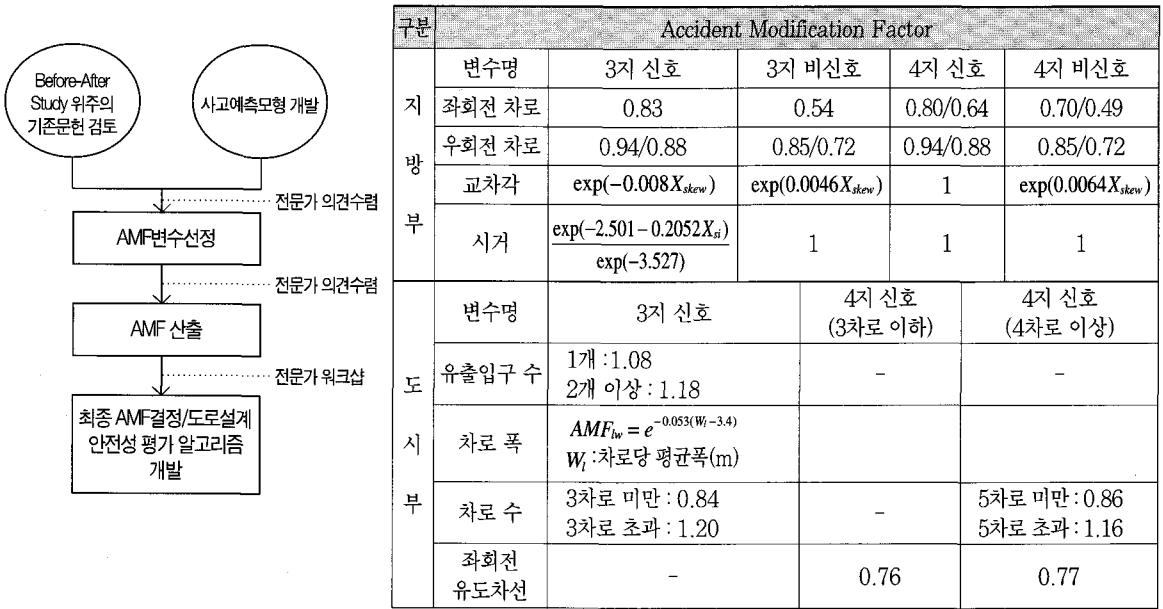 Before-After
Study 위주의
기존문헌 검토
사고예측모형 개발
전문가 의견수렴
AMF변수선정
전문가 의견수렴
AMF 산출
전문가 워크샵
최종 AMF결정/도로설계
안전성 평가 알고리즘
개발
구분 Accident Modification Factor
지방부
변수명 3지 신호 3지 비신호 4지 신호 4지 비신호
좌회전 차로 0.83 0.54 0.80/0.64 0.70/0.49
우회전 차로 0.94/0.88 0.85/0.72 0.94/0.88 0.85/0.72
교차각 exp(-0.008X_skew) exp(0.0046X_skew) 1 exp(0.0064X_skew)
시거 exp(-2.501-0.2052X_si) / exp(-3.527) 1 1 1
도시부
변수명 3지 신호 4지 신호 4지 신호
(3차로 이하) (4차로 이상)
유출입구 수 1개 : 1.08 - -
2개 이상 : 1.18
차로 폭 AMF_lw = e^-0.053(W_l-3.4)
W_l : 차로당 평균폭(m)
차로 수 3차로 미만 : 0.84 - 5차로 미만 : 0.86
3차로 초과 : 1.20 5차로 초과 : 1.16
좌회전
유도차선 - 0.76 0.77